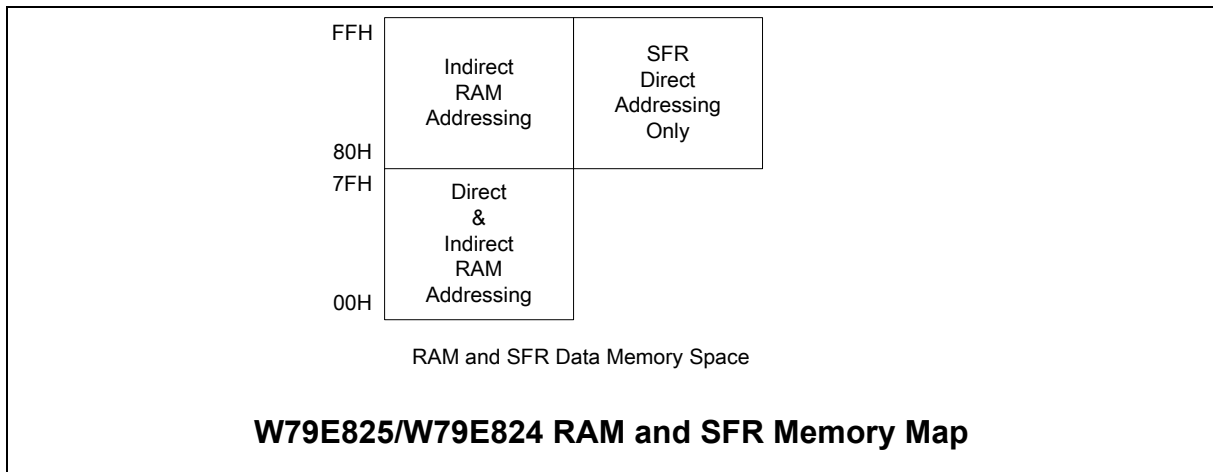 FFH
Indirect
RAM
Addressing
SFR
Direct
Addressing
Only
80H
7FH
Direct
&
Indirect
RAM
Addressing
00H
RAM and SFR Data Memory Space
W79E825/W79E824 RAM and SFR Memory Map